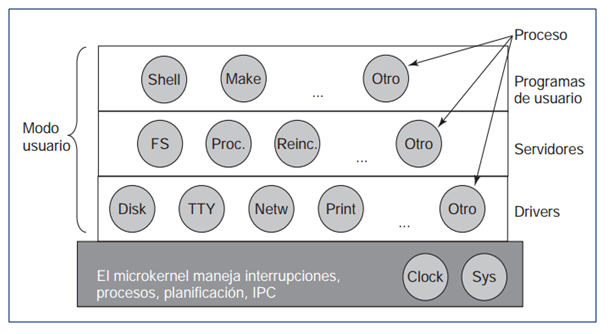 Proceso
Shell Make ... Otro
Programas
de usuario
Modo
usuario
FS Proc. Reinc. ... Otro
Servidores
Disk TTY Netw Print ... Otro
Drivers
El microkernel maneja interrupciones,
procesos, planificación, IPC
Clock Sys